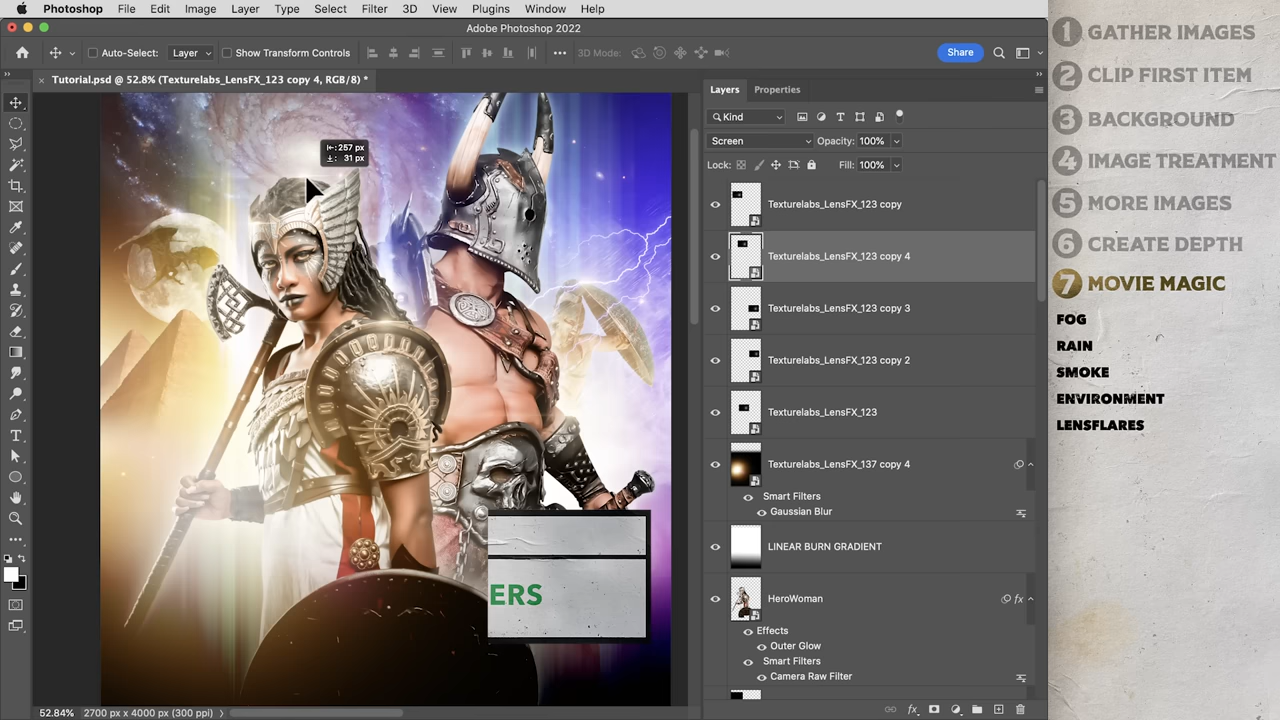 Photoshop File Edit Image Layer Type Select Filter 3D View Plugins Window Help
Adobe Photoshop 2022
Auto-Select: Layer Show Transform Controls 3D Mode: Share
Tutorial.psd @ 52.8% (Texturelabs_LensFX_123 copy 4, RGB/8) *
257 px
31 px
ERS
52.84% 2700 px x 4000 px (300 ppi)
Layers Properties
Kind
Screen Opacity: 100%
Lock: Fill: 100%
Texturelabs_LensFX_123 copy
Texturelabs_LensFX_123 copy 4
Texturelabs_LensFX_123 copy 3
Texturelabs_LensFX_123 copy 2
Texturelabs_LensFX_123
Texturelabs_LensFX_137 copy 4
Smart Filters
Gaussian Blur
LINEAR BURN GRADIENT
HeroWoman fx
Effects
Outer Glow
Smart Filters
Camera Raw Filter
fx
1 GATHER IMAGES
2 CLIP FIRST ITEM
3 BACKGROUND
4 IMAGE TREATMENT
5 MORE IMAGES
6 CREATE DEPTH
7 MOVIE MAGIC
FOG
RAIN
SMOKE
ENVIRONMENT
LENSFLARES